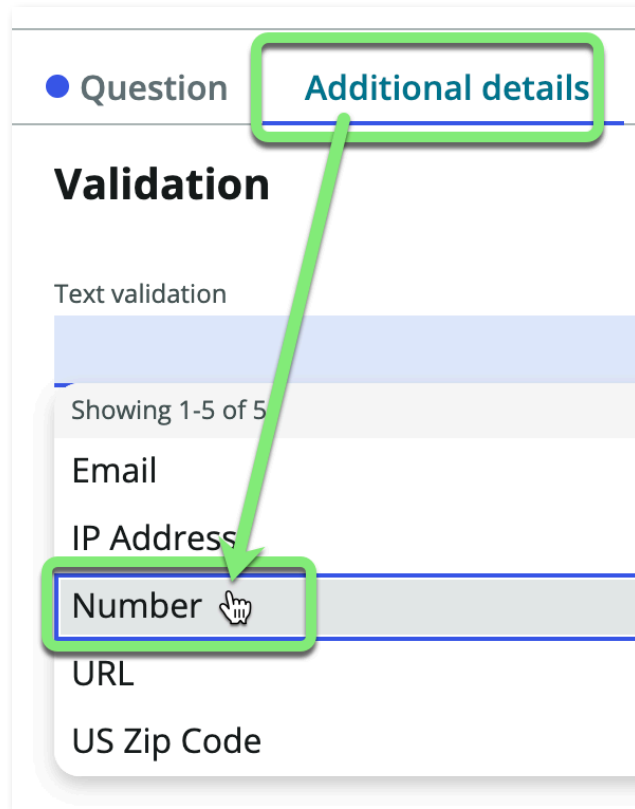 Question Additional details
Validation
Text validation
Showing 1-5 of 5
Email
IP Address
Number
URL
US Zip Code